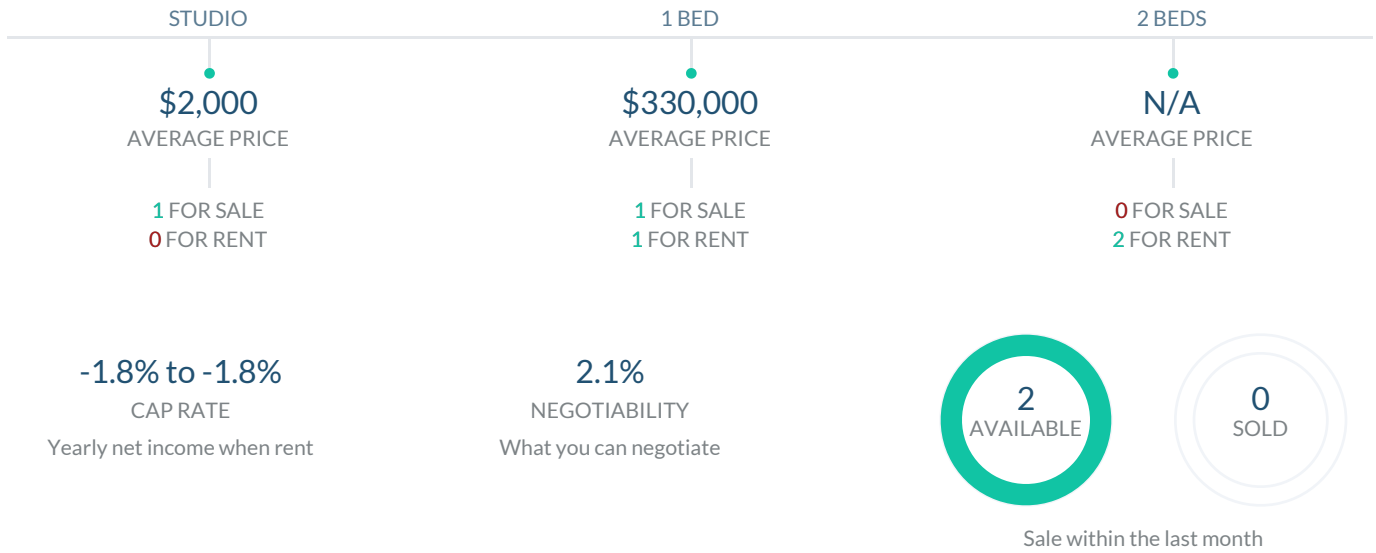 STUDIO
1 BED
2 BEDS
$2,000
AVERAGE PRICE
$330,000
AVERAGE PRICE
N/A
AVERAGE PRICE
1 FOR SALE
0 FOR RENT
1 FOR SALE
1 FOR RENT
0 FOR SALE
2 FOR RENT
-1.8% to -1.8%
CAP RATE
Yearly net income when rent
2.1%
NEGOTIABILITY
What you can negotiate
2
AVAILABLE
0
SOLD
Sale within the last month